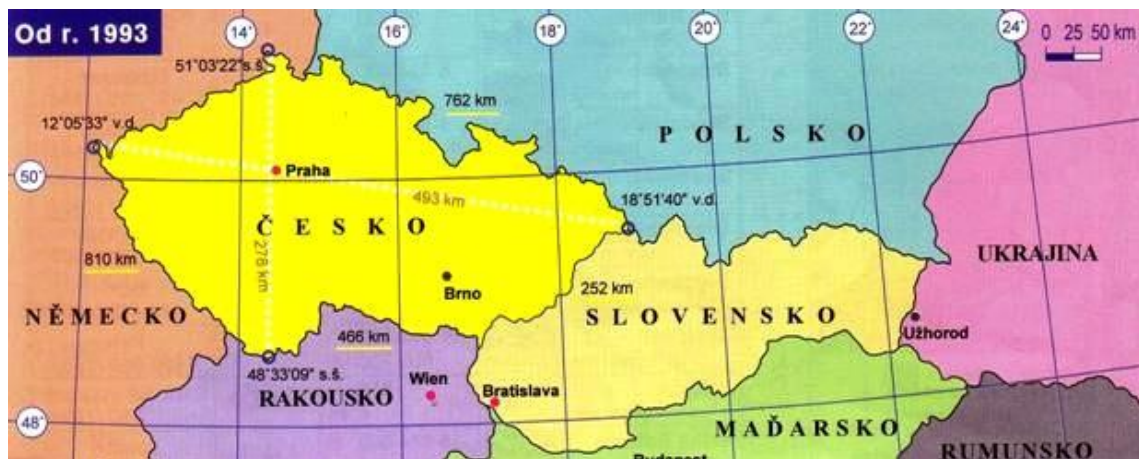 Od r. 1993
14°
16°
18°
20°
22°
24°
0 25 50 km
51°03'22" s.š.
762 km
12°05'33" v.d.
POLSKO
50°
Praha
493 km
18°51'40" v.d.
ČESKO
278 km
UKRAJINA
810 km
Brno
252 km
NĚMECKO
SLOVENSKO
Užhorod
466 km
48°33'09" s.š.
Wien
RAKOUSKO
Bratislava
48°
MAĎARSKO
RUMUNSKO
Budapest